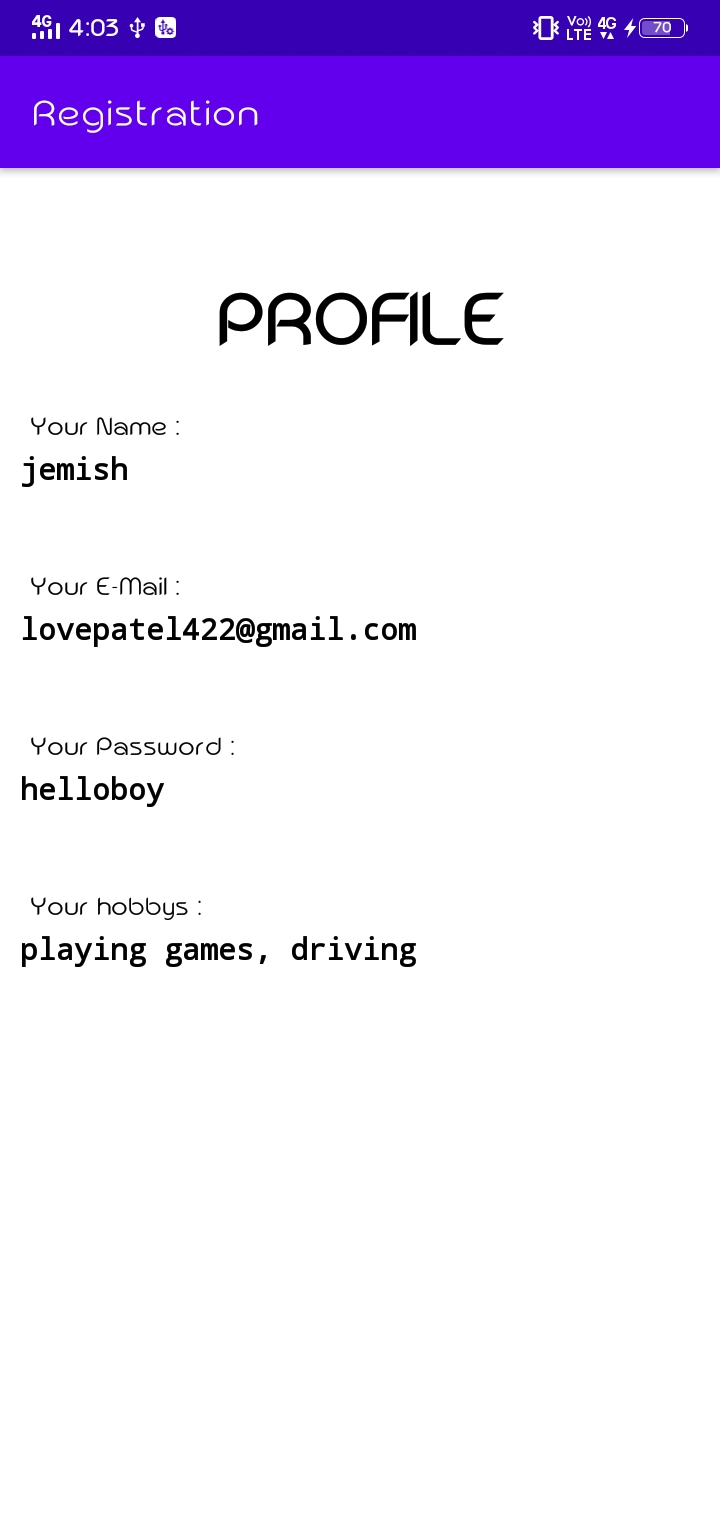 4G 4:03 Vo)) LTE 4G 70
Registration
PROFILE
Your Name :
jemish
Your E-Mail :
lovepatel422@gmail.com
Your Password :
helloboy
Your hobbys :
playing games, driving